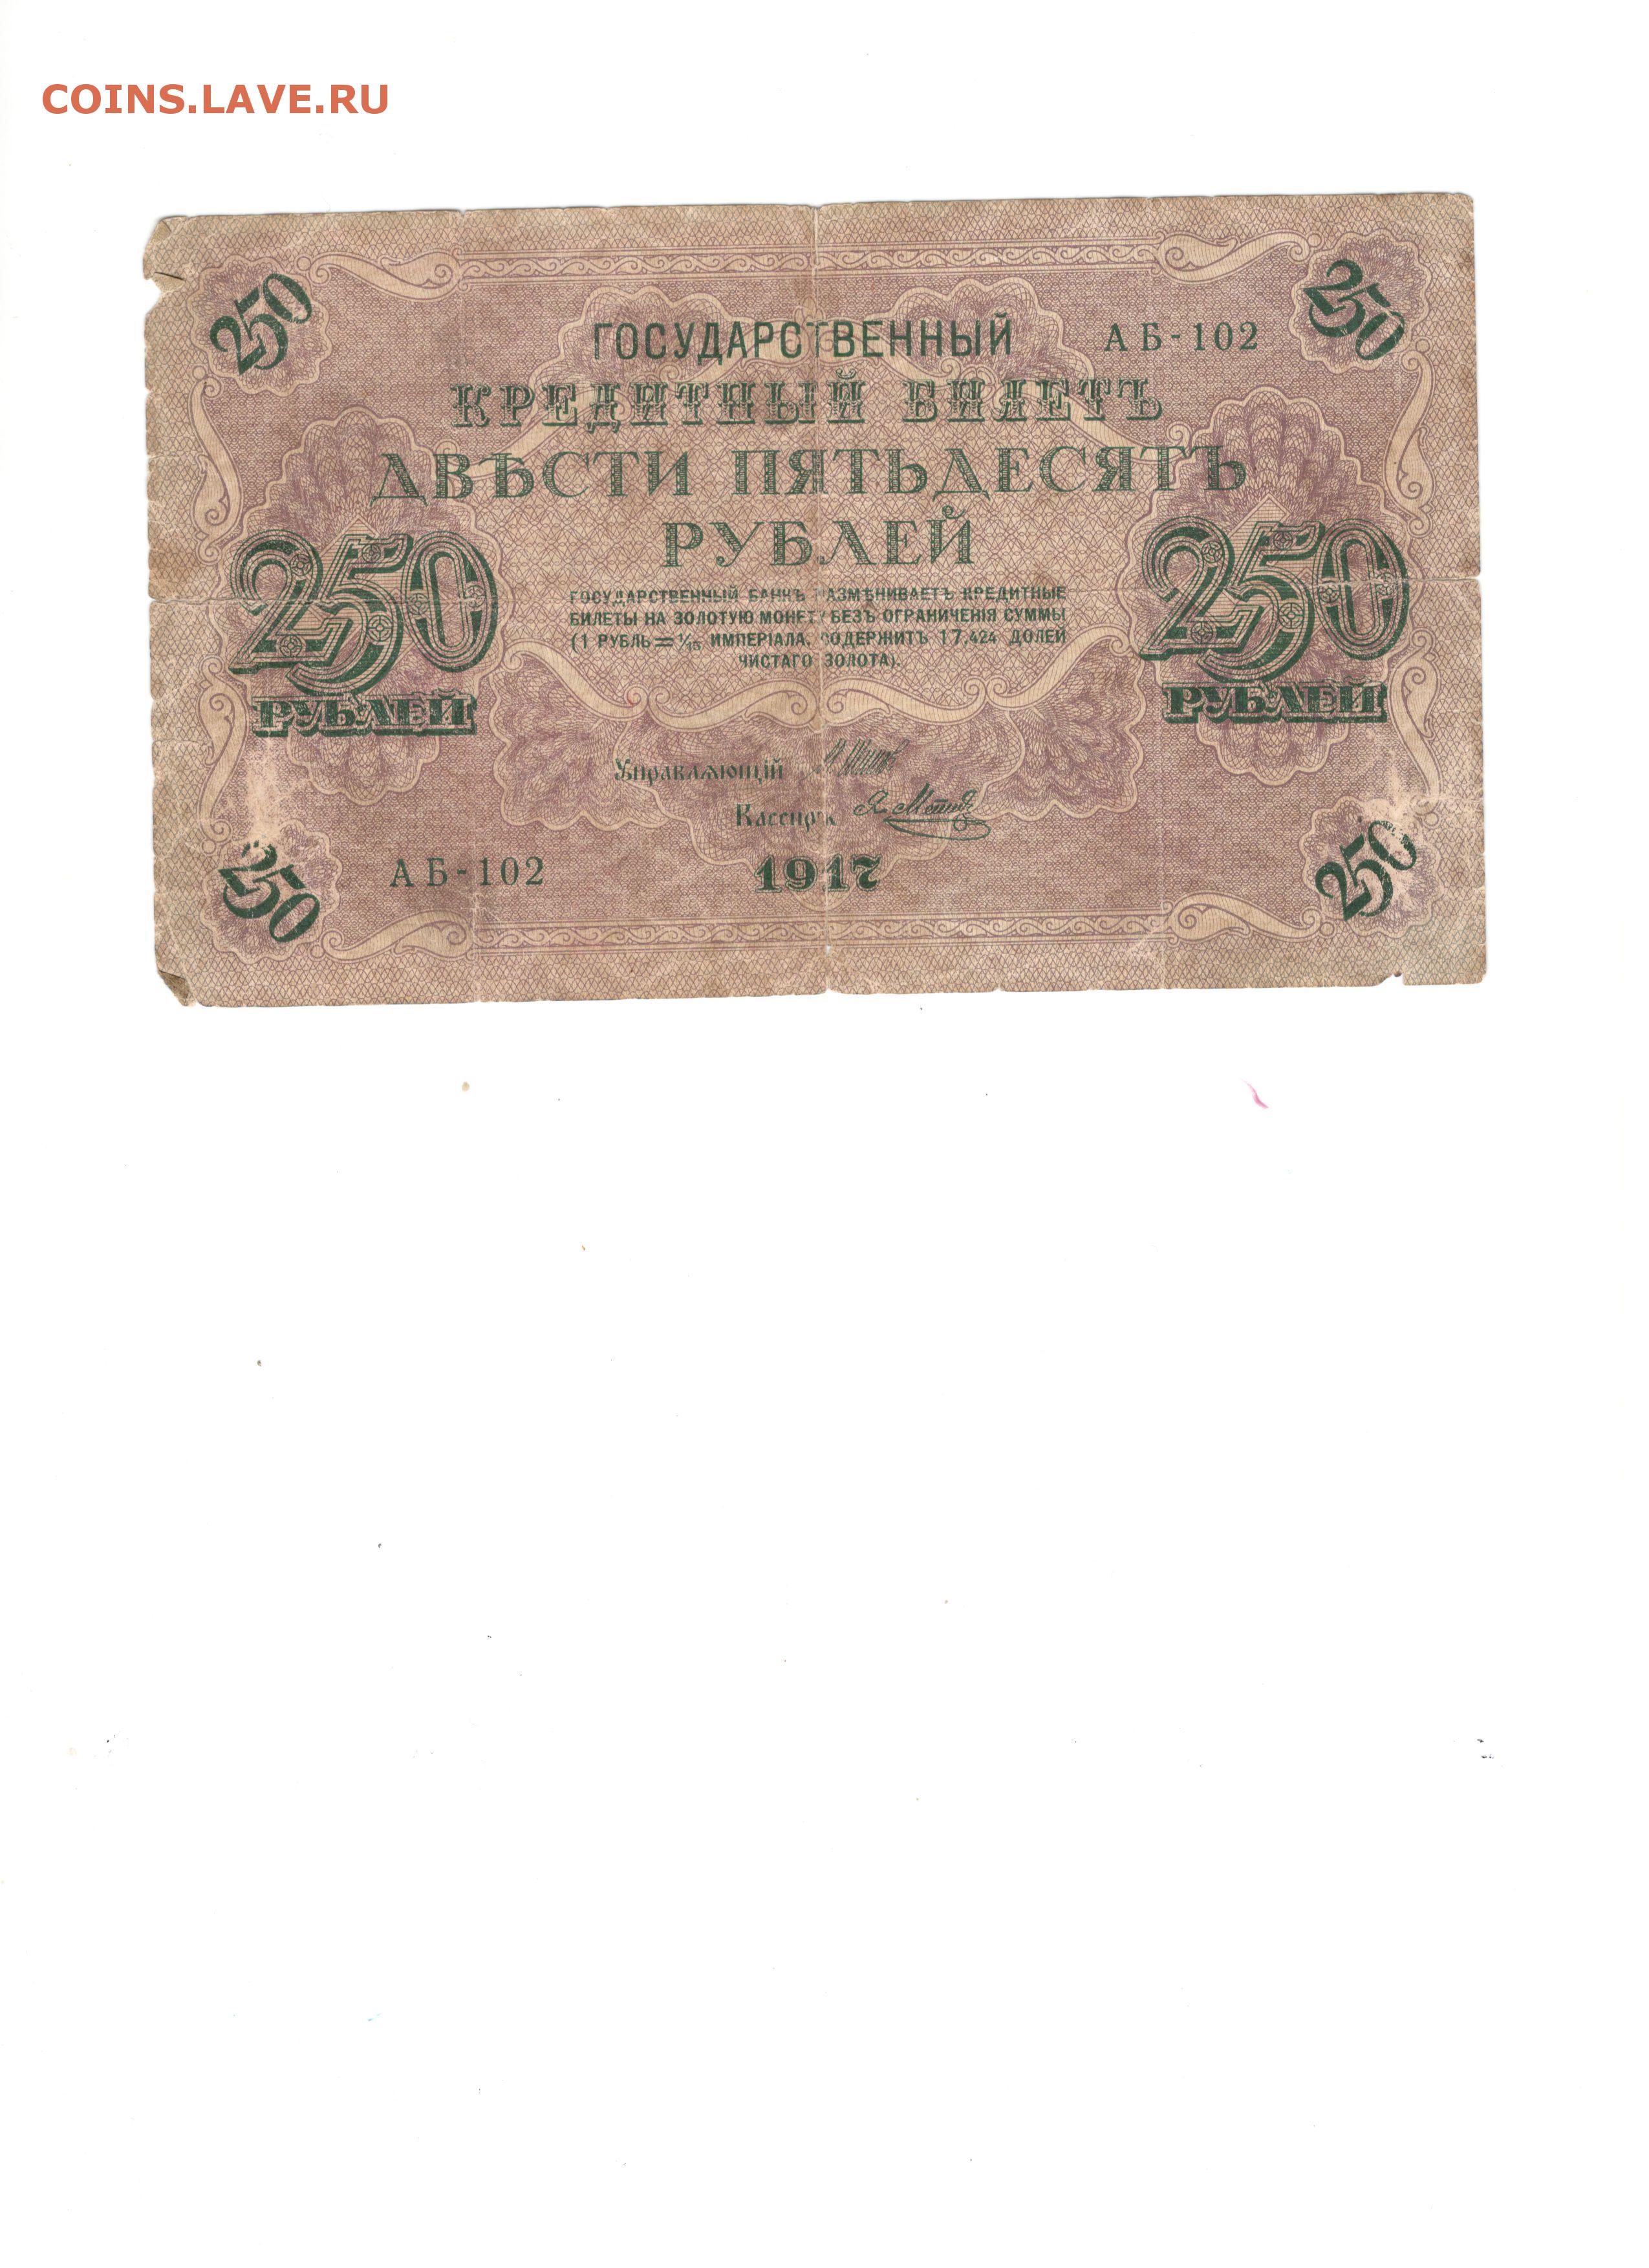 COINS.LAVE.RU
250 250
ГОСУДАРСТВЕННЫЙ АБ-102
КРЕДИТНЫЙ БИЛЕТЪ
ДВѢСТИ ПЯТЬДЕСЯТЪ
РУБЛЕЙ
250 РУБЛЕЙ
250 РУБЛЕЙ
ГОСУДАРСТВЕННЫЙ БАНКЪ РАЗМѢНИВАЕТЪ КРЕДИТНЫЕ
БИЛЕТЫ НА ЗОЛОТУЮ МОНЕТУ БЕЗЪ ОГРАНИЧЕНІЯ СУММЫ
(1 РУБЛЬ = 1/15 ИМПЕРІАЛА, СОДЕРЖИТЪ 17,424 ДОЛЕЙ
ЧИСТАГО ЗОЛОТА).
Управляющій
Кассиръ
АБ-102 1917
250 250